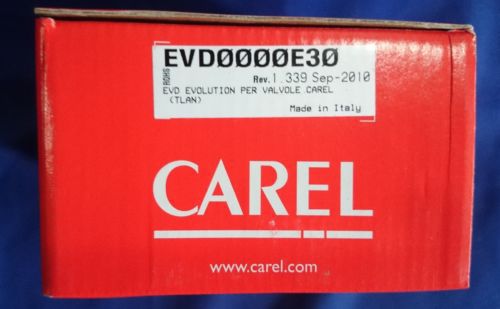 EVD0000E30
ROHS
Rev.1.339 Sep-2010
EVD EVOLUTION PER VALVOLE CAREL
(TLAN)
Made in Italy
CAREL
www.carel.com